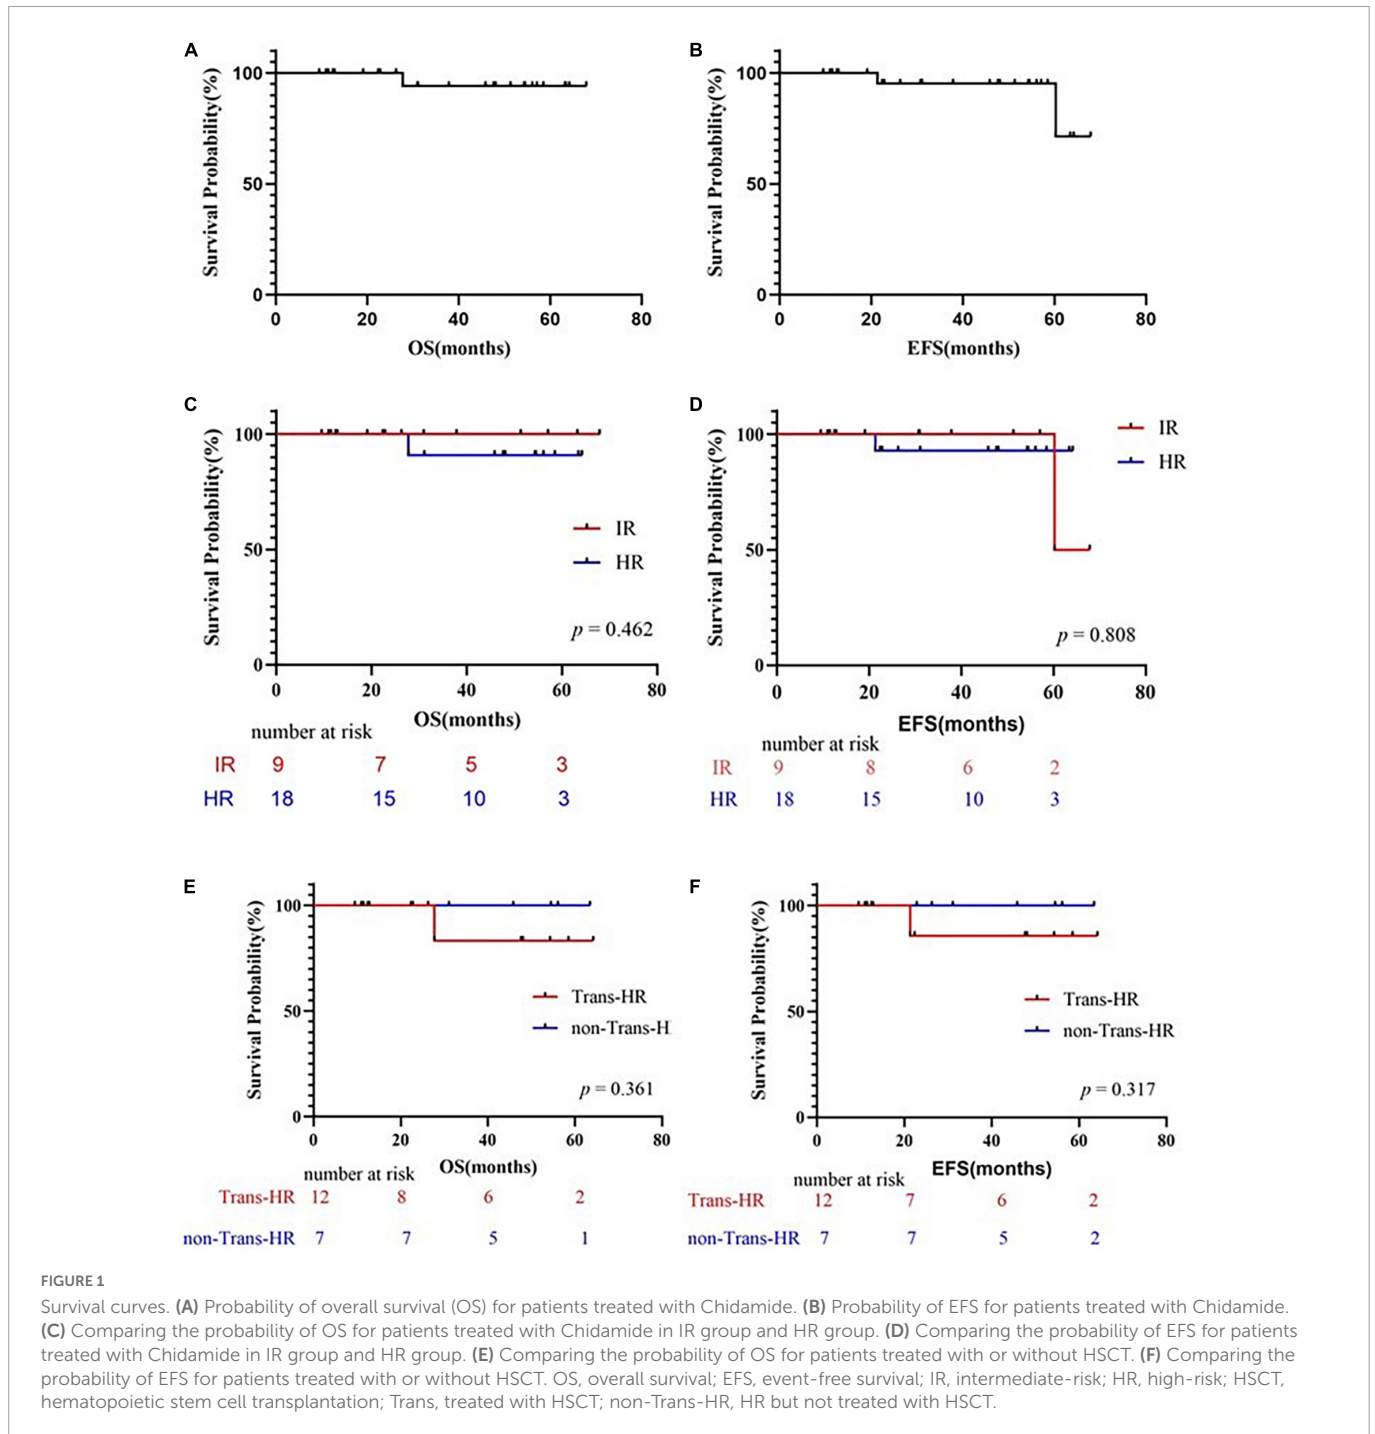 A
100
50
0
Survival Probability(%)
0 20 40 60 80
OS(months)
B
100
50
0
Survival Probability(%)
0 20 40 60 80
EFS(months)
C
100
50
0
Survival Probability(%)
IR
HR
p = 0.462
0 20 40 60 80
OS(months)
number at risk
IR 9 7 5 3
HR 18 15 10 3
D
100
50
0
Survival Probability(%)
IR
HR
p = 0.808
0 20 40 60 80
EFS(months)
number at risk
IR 9 8 6 2
HR 18 15 10 3
E
100
50
0
Survival Probability(%)
Trans-HR
non-Trans-H
p = 0.361
0 20 40 60 80
OS(months)
number at risk
Trans-HR 12 8 6 2
non-Trans-HR 7 7 5 1
F
100
50
0
Survival Probability(%)
Trans-HR
non-Trans-HR
p = 0.317
0 20 40 60 80
EFS(months)
number at risk
Trans-HR 12 7 6 2
non-Trans-HR 7 7 5 2
FIGURE 1
Survival curves. (A) Probability of overall survival (OS) for patients treated with Chidamide. (B) Probability of EFS for patients treated with Chidamide.
(C) Comparing the probability of OS for patients treated with Chidamide in IR group and HR group. (D) Comparing the probability of EFS for patients
treated with Chidamide in IR group and HR group. (E) Comparing the probability of OS for patients treated with or without HSCT. (F) Comparing the
probability of EFS for patients treated with or without HSCT. OS, overall survival; EFS, event-free survival; IR, intermediate-risk; HR, high-risk; HSCT,
hematopoietic stem cell transplantation; Trans, treated with HSCT; non-Trans-HR, HR but not treated with HSCT.